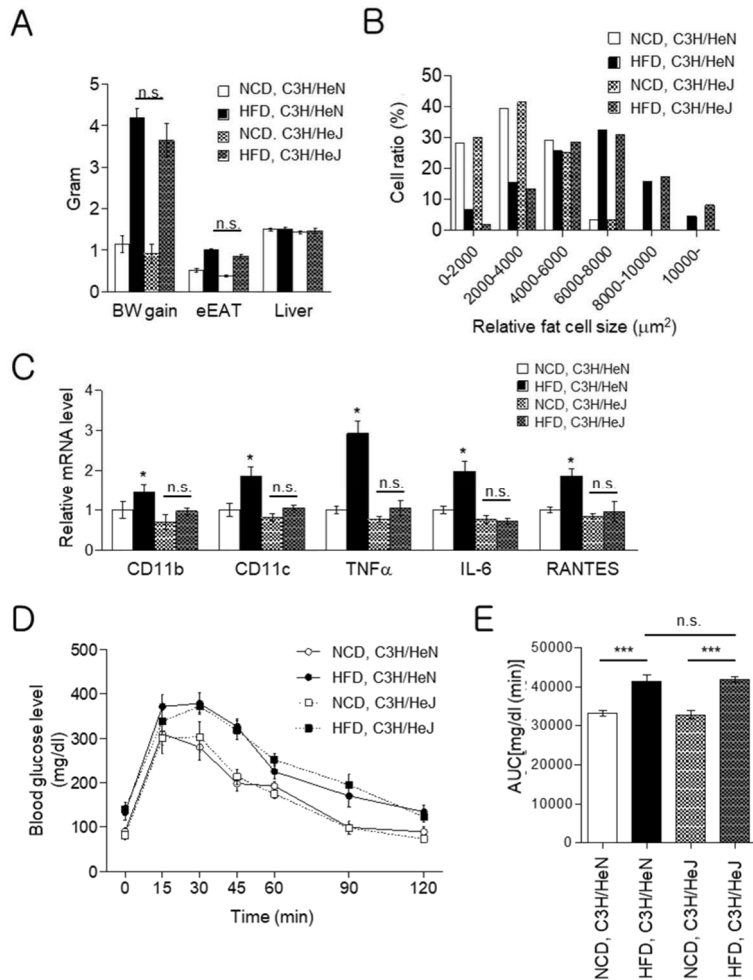 A
n.s.
n.s.
NCD, C3H/HeN
HFD, C3H/HeN
NCD. C3H/HeJ
HFD, C3H/HeJ
Gram
5
4
3
2
1
0
BW gain
eEAT
Liver
B
NCD, C3H/HeN
HFD, C3H/HeN
NCD, C3H/HeJ
HFD, C3H/HeJ
Cell ratio (%)
50
40
30
20
10
0
0-2000
2000-4000
4000-6000
6000-8000
8000-10000
10000-
Relative fat cell size (μm²)
C
NCD, C3H/HeN
HFD, C3H/HeN
NCD, C3H/HeJ
HFD, C3H/HeJ
Relative mRNA level
4
3
2
1
0
*
n.s.
*
n.s.
*
n.s.
*
n.s.
*
n.s.
CD11b
CD11c
TNFα
IL-6
RANTES
D
NCD, C3H/HeN
HFD, C3H/HeN
NCD, C3H/HeJ
HFD, C3H/HeJ
Blood glucose level
(mg/dl)
500
400
300
200
100
0
0
15
30
45
60
90
120
Time (min)
E
n.s.
***
***
AUC[mg/dl (min)]
50000
40000
30000
20000
10000
0
NCD, C3H/HeN
HFD, C3H/HeN
NCD, C3H/HeJ
HFD, C3H/HeJ